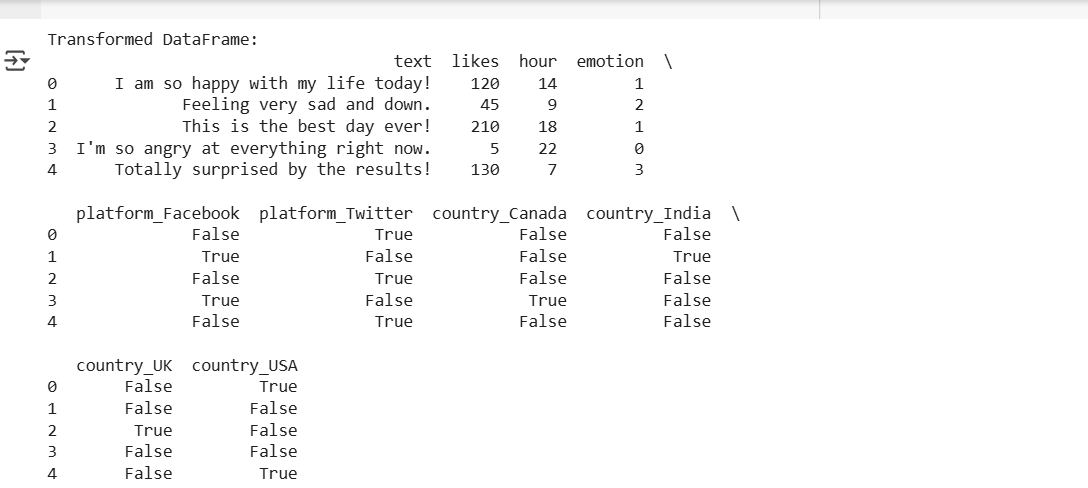 Transformed DataFrame:
text likes hour emotion \
0 I am so happy with my life today! 120 14 1
1 Feeling very sad and down. 45 9 2
2 This is the best day ever! 210 18 1
3 I'm so angry at everything right now. 5 22 0
4 Totally surprised by the results! 130 7 3
platform_Facebook platform_Twitter country_Canada country_India \
0 False True False False
1 True False False True
2 False True False False
3 True False True False
4 False True False False
country_UK country_USA
0 False True
1 False False
2 True False
3 False False
4 False True